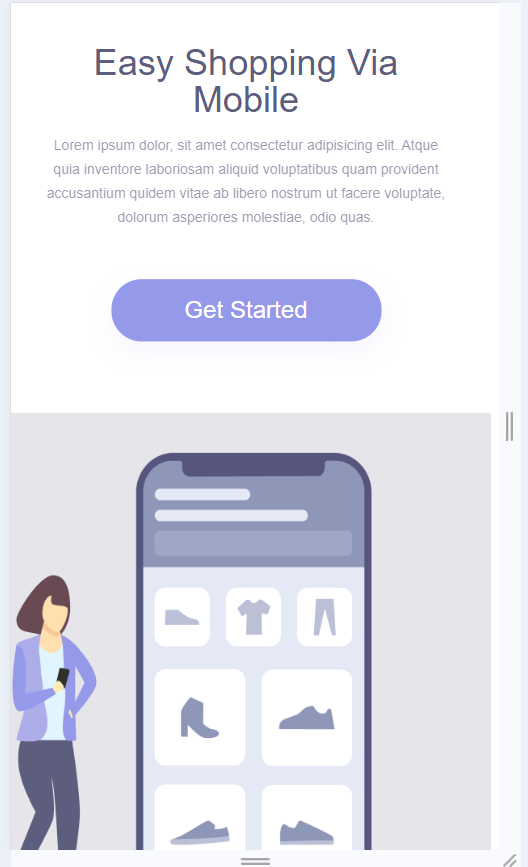 Easy Shopping Via
Mobile
Lorem ipsum dolor, sit amet consectetur adipisicing elit. Atque
quia inventore laboriosam aliquid voluptatibus quam provident
accusantium quidem vitae ab libero nostrum ut facere voluptate,
dolorum asperiores molestiae, odio quas.
Get Started